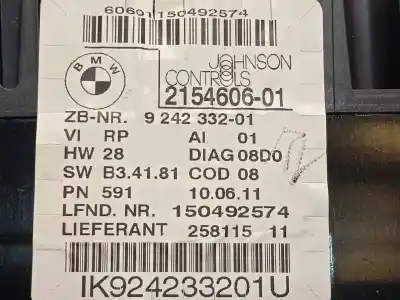 60601150492574
BMW
JOHNSON
CONTROLS
2154606-01
ZB-NR. 9 242 332-01
VI RP AI 01
HW 28 DIAG 08D0
SW B3.41.81 COD 08
PN 591 10.06.11
LFND. NR. 150492574
LIEFERANT 258115 11
IK924233201U